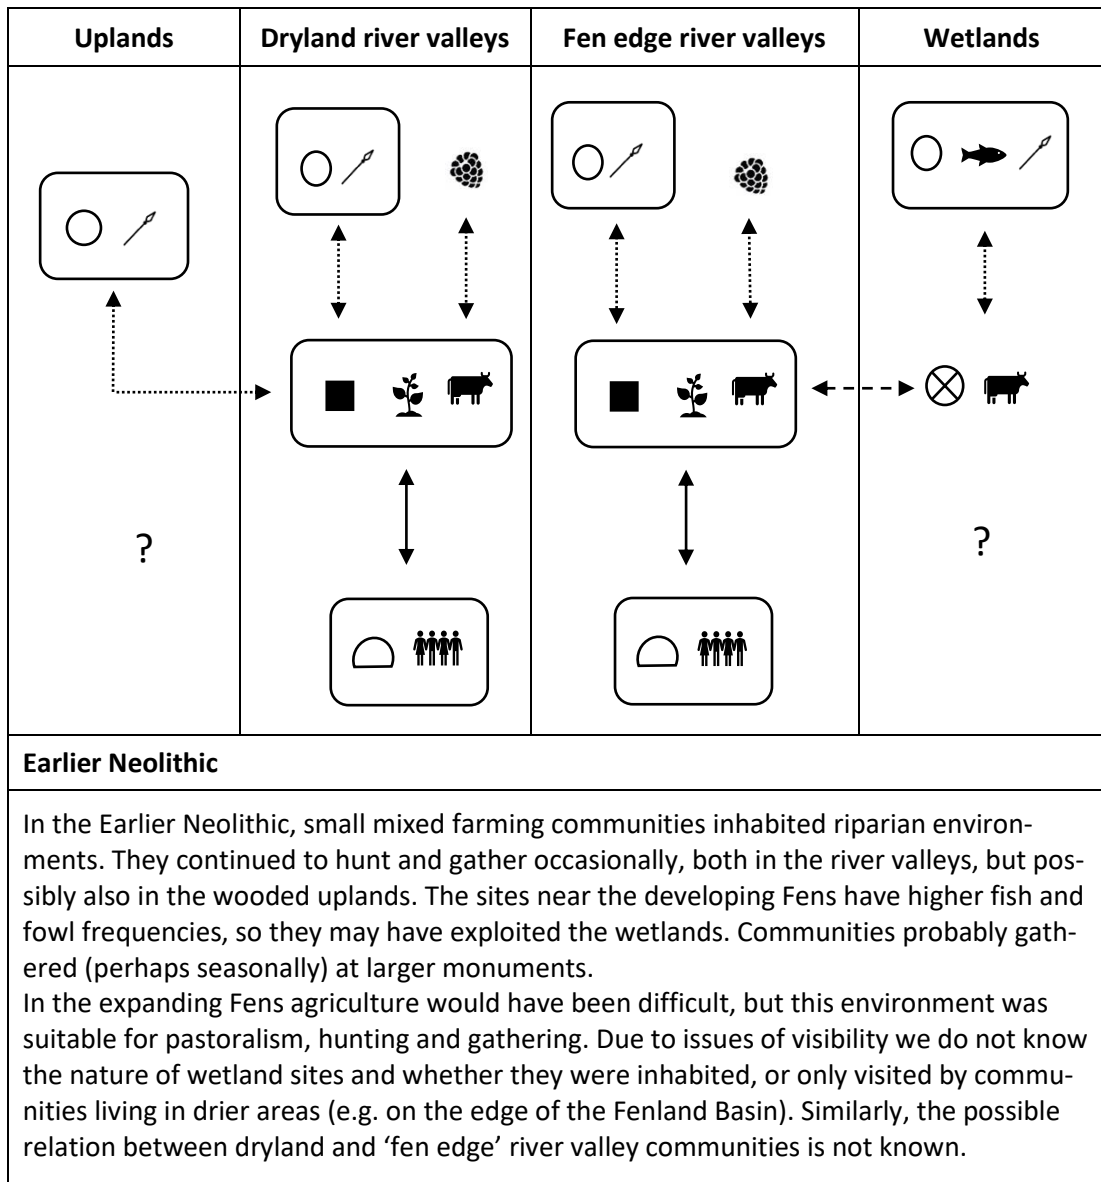 Uplands
Dryland river valleys
Fen edge river valleys
Wetlands
?
?
Earlier Neolithic
In the Earlier Neolithic, small mixed farming communities inhabited riparian environ-
ments. They continued to hunt and gather occasionally, both in the river valleys, but pos-
sibly also in the wooded uplands. The sites near the developing Fens have higher fish and
fowl frequencies, so they may have exploited the wetlands. Communities probably gath-
ered (perhaps seasonally) at larger monuments.
In the expanding Fens agriculture would have been difficult, but this environment was
suitable for pastoralism, hunting and gathering. Due to issues of visibility we do not know
the nature of wetland sites and whether they were inhabited, or only visited by commu-
nities living in drier areas (e.g. on the edge of the Fenland Basin). Similarly, the possible
relation between dryland and ‘fen edge’ river valley communities is not known.